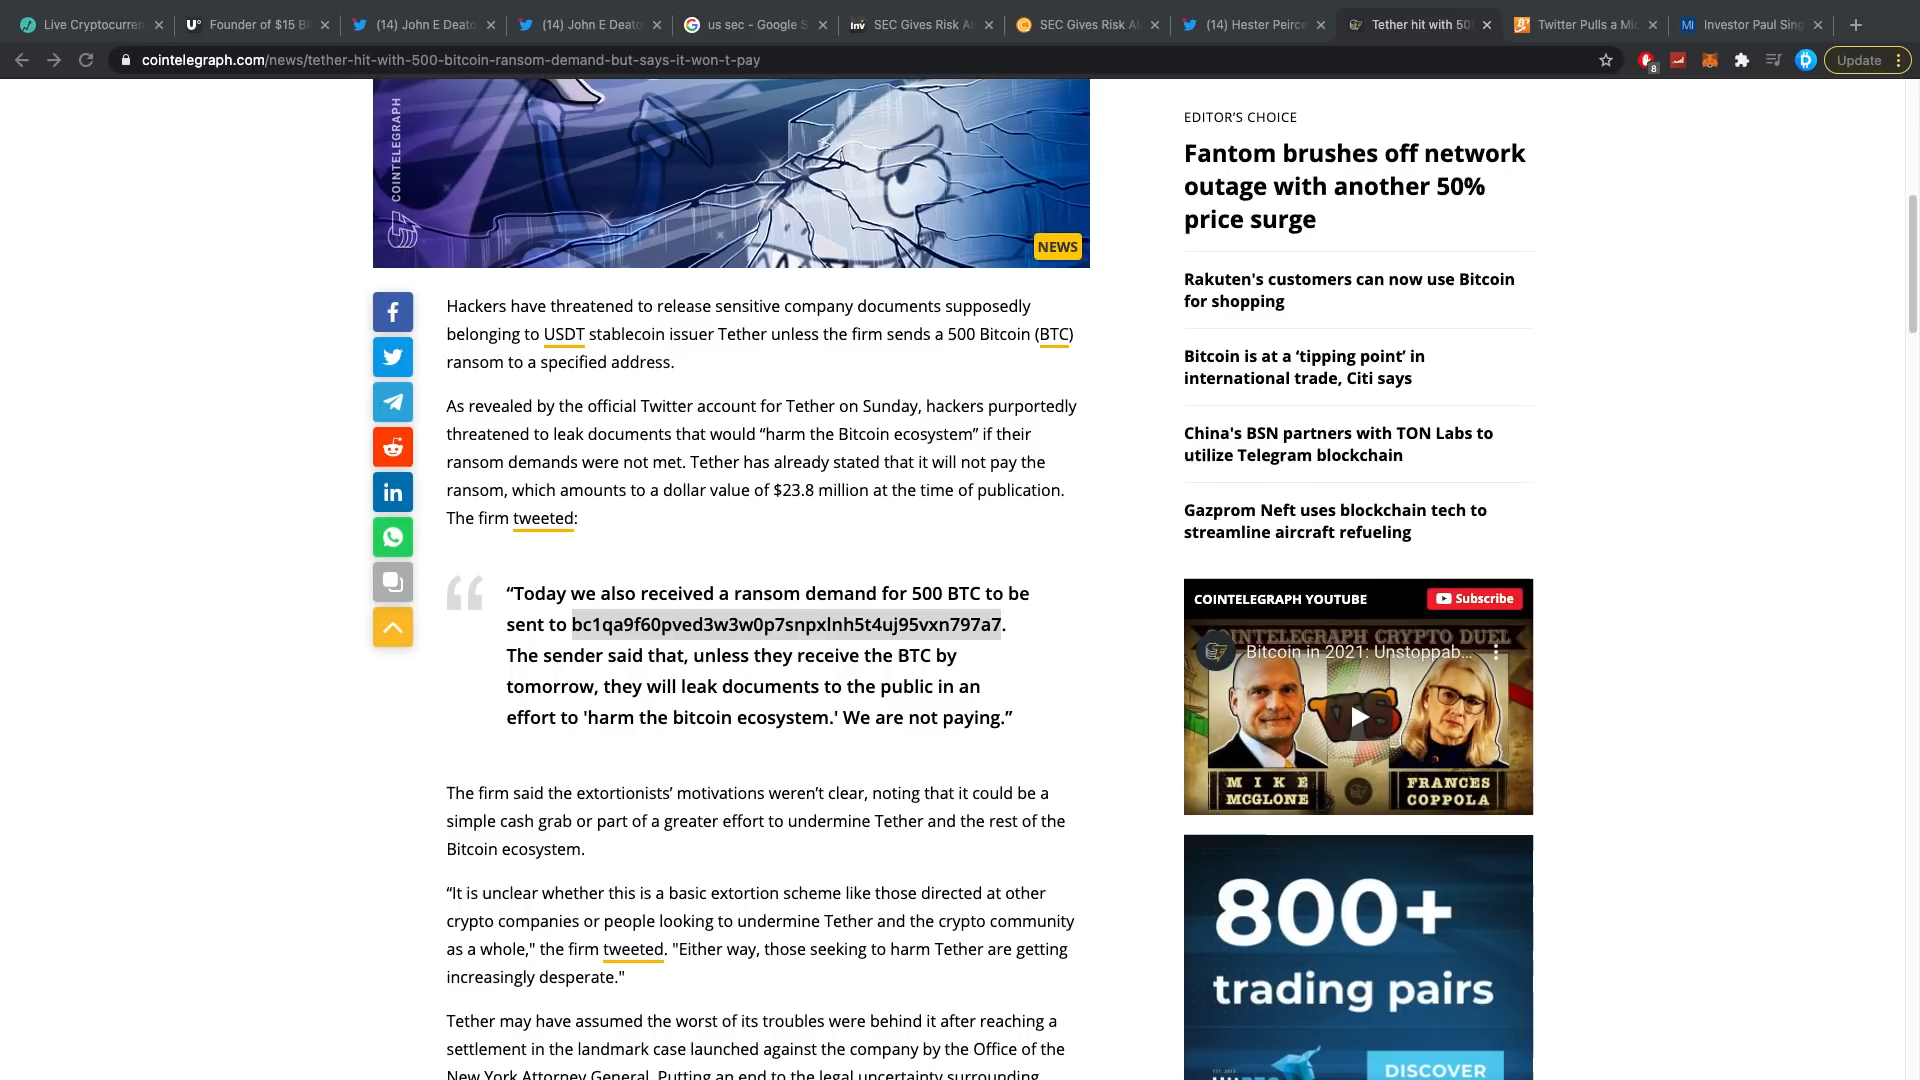 Live Cryptocurren
Founder of $15 Bi
(14) John E Deato
(14) John E Deato
us sec - Google S
SEC Gives Risk Al
SEC Gives Risk Al
(14) Hester Peirce
Tether hit with 50
Twitter Pulls a Mic
Investor Paul Sing
cointelegraph.com/news/tether-hit-with-500-bitcoin-ransom-demand-but-says-it-won-t-pay
8
Update
COINTELEGRAPH
NEWS
Hackers have threatened to release sensitive company documents supposedly
belonging to USDT stablecoin issuer Tether unless the firm sends a 500 Bitcoin (BTC)
ransom to a specified address.
As revealed by the official Twitter account for Tether on Sunday, hackers purportedly
threatened to leak documents that would “harm the Bitcoin ecosystem” if their
ransom demands were not met. Tether has already stated that it will not pay the
ransom, which amounts to a dollar value of $23.8 million at the time of publication.
The firm tweeted:
“Today we also received a ransom demand for 500 BTC to be
sent to bc1qa9f60pved3w3w0p7snpxlnh5t4uj95vxn797a7.
The sender said that, unless they receive the BTC by
tomorrow, they will leak documents to the public in an
effort to 'harm the bitcoin ecosystem.' We are not paying.”
The firm said the extortionists’ motivations weren’t clear, noting that it could be a
simple cash grab or part of a greater effort to undermine Tether and the rest of the
Bitcoin ecosystem.
“It is unclear whether this is a basic extortion scheme like those directed at other
crypto companies or people looking to undermine Tether and the crypto community
as a whole," the firm tweeted. "Either way, those seeking to harm Tether are getting
increasingly desperate."
Tether may have assumed the worst of its troubles were behind it after reaching a
settlement in the landmark case launched against the company by the Office of the
New York Attorney General. Putting an end to the legal uncertainty surrounding
EDITOR’S CHOICE
Fantom brushes off network
outage with another 50%
price surge
Rakuten's customers can now use Bitcoin
for shopping
Bitcoin is at a ‘tipping point’ in
international trade, Citi says
China's BSN partners with TON Labs to
utilize Telegram blockchain
Gazprom Neft uses blockchain tech to
streamline aircraft refueling
COINTELEGRAPH YOUTUBE
Subscribe
COINTELEGRAPH CRYPTO DUEL
Bitcoin in 2021: Unstoppab...
VS
MIKE
MCGLONE
FRANCES
COPPOLA
800+
trading pairs
DISCOVER